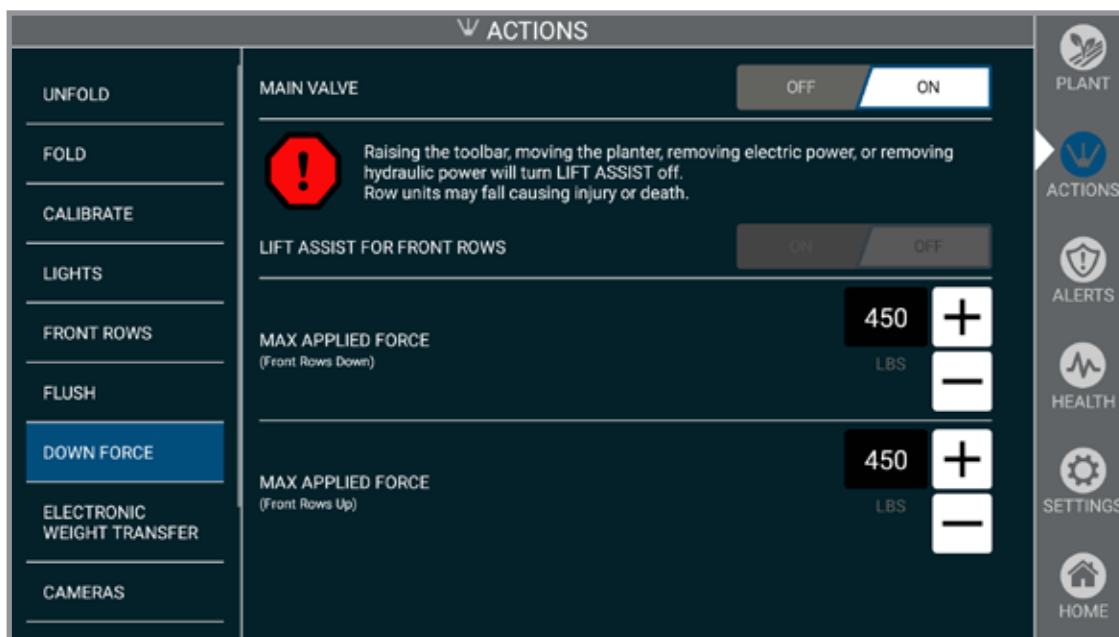 ACTIONS
UNFOLD
FOLD
CALIBRATE
LIGHTS
FRONT ROWS
FLUSH
DOWN FORCE
ELECTRONIC
WEIGHT TRANSFER
CAMERAS
MAIN VALVE
OFF
ON
!
Raising the toolbar, moving the planter, removing electric power, or removing
hydraulic power will turn LIFT ASSIST off.
Row units may fall causing injury or death.
LIFT ASSIST FOR FRONT ROWS
ON
OFF
MAX APPLIED FORCE
(Front Rows Down)
450
LBS
+
−
MAX APPLIED FORCE
(Front Rows Up)
450
LBS
+
−
PLANT
ACTIONS
ALERTS
HEALTH
SETTINGS
HOME